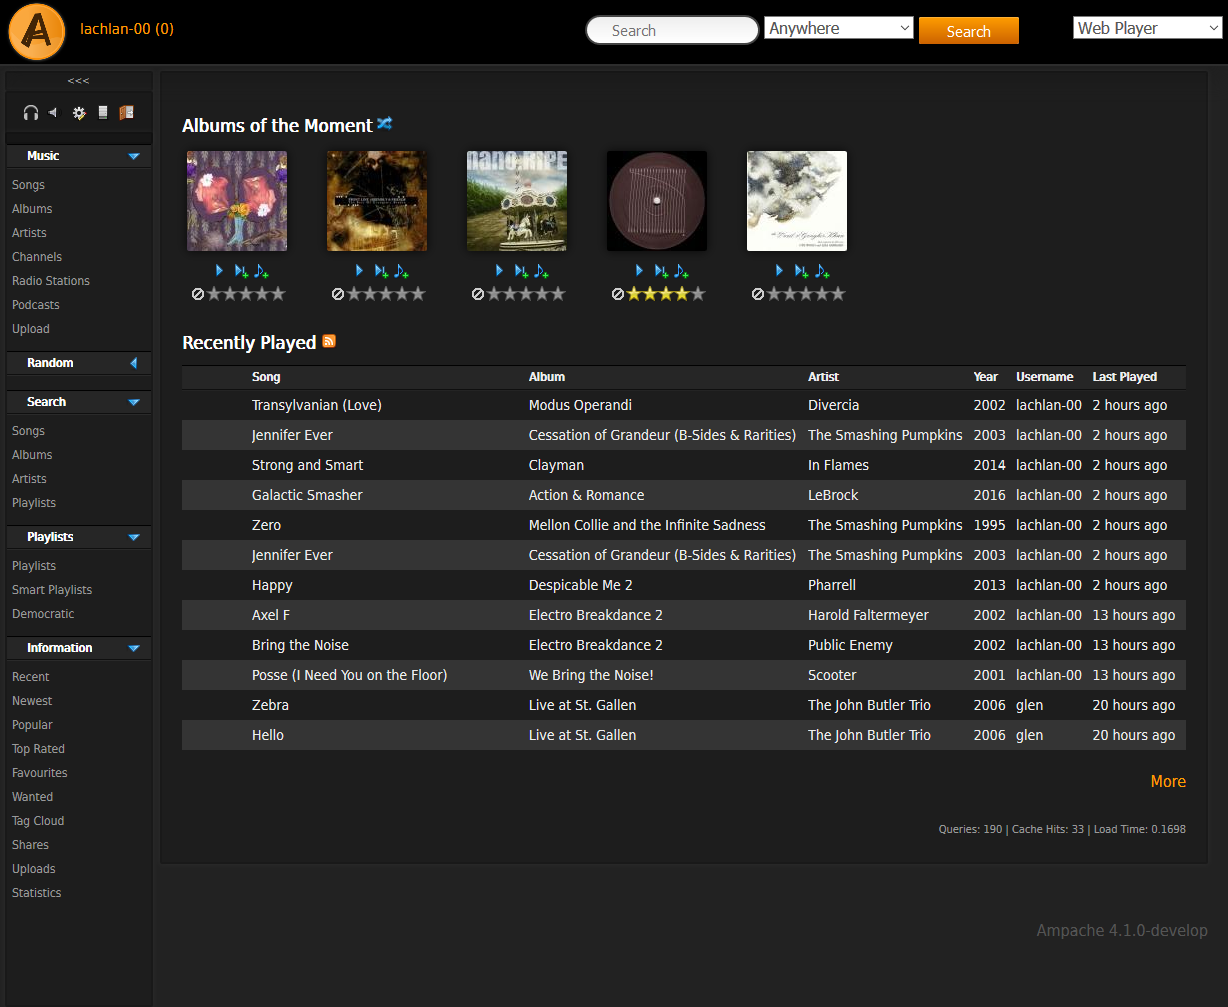 lachlan-00 (0)
Search
Anywhere
Search
Web Player
<<<
Music
Songs
Albums
Artists
Channels
Radio Stations
Podcasts
Upload
Random
Search
Songs
Albums
Artists
Playlists
Playlists
Playlists
Smart Playlists
Democratic
Information
Recent
Newest
Popular
Top Rated
Favourites
Wanted
Tag Cloud
Shares
Uploads
Statistics
Albums of the Moment
nano.RIPE
Recently Played
Song Album Artist Year Username Last Played
Transylvanian (Love) Modus Operandi Divercia 2002 lachlan-00 2 hours ago
Jennifer Ever Cessation of Grandeur (B-Sides & Rarities) The Smashing Pumpkins 2003 lachlan-00 2 hours ago
Strong and Smart Clayman In Flames 2014 lachlan-00 2 hours ago
Galactic Smasher Action & Romance LeBrock 2016 lachlan-00 2 hours ago
Zero Mellon Collie and the Infinite Sadness The Smashing Pumpkins 1995 lachlan-00 2 hours ago
Jennifer Ever Cessation of Grandeur (B-Sides & Rarities) The Smashing Pumpkins 2003 lachlan-00 2 hours ago
Happy Despicable Me 2 Pharrell 2013 lachlan-00 2 hours ago
Axel F Electro Breakdance 2 Harold Faltermeyer 2002 lachlan-00 13 hours ago
Bring the Noise Electro Breakdance 2 Public Enemy 2002 lachlan-00 13 hours ago
Posse (I Need You on the Floor) We Bring the Noise! Scooter 2001 lachlan-00 13 hours ago
Zebra Live at St. Gallen The John Butler Trio 2006 glen 20 hours ago
Hello Live at St. Gallen The John Butler Trio 2006 glen 20 hours ago
More
Queries: 190 | Cache Hits: 33 | Load Time: 0.1698
Ampache 4.1.0-develop